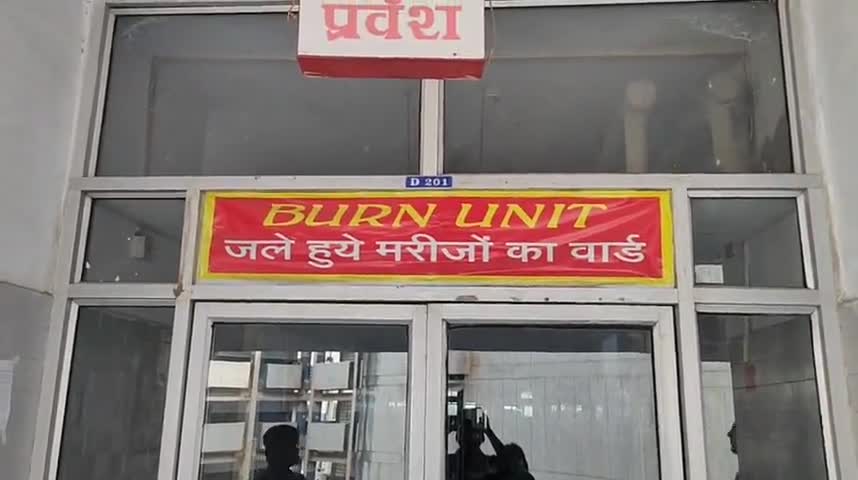 प्रवेश
D 201
BURN UNIT
जले हुये मरीजों का वार्ड